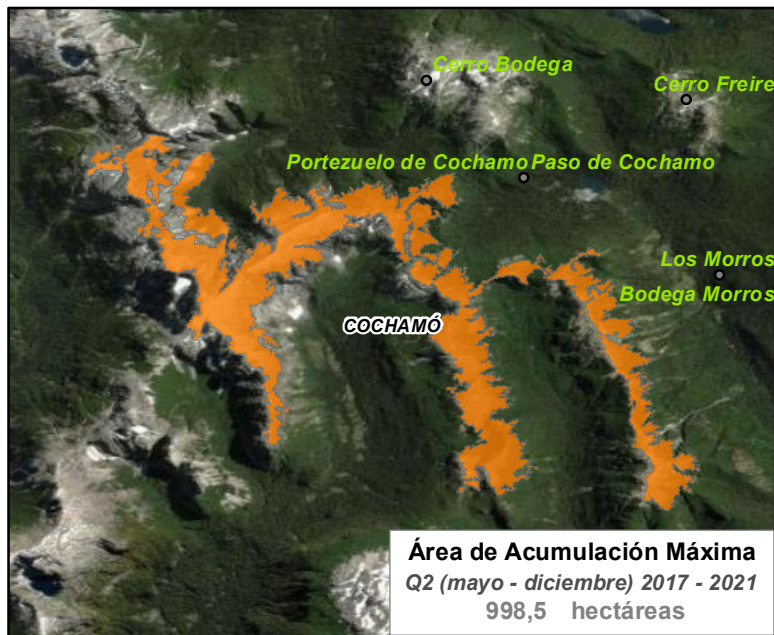 Cerro Bodega
Cerro Freire
Portezuelo de Cochamo
Paso de Cochamo
Los Morros
Bodega Morros
COCHAMÓ
Área de Acumulación Máxima
Q2 (mayo - diciembre) 2017 - 2021
998,5 hectáreas